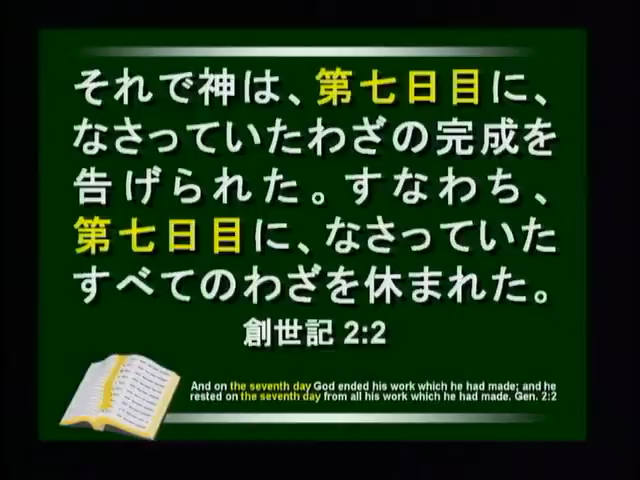 それで神は、第七日目に、
なさっていたわざの完成を
告げられた。すなわち、
第七日目に、なさっていた
すべてのわざを休まれた。
創世記 2:2
And on the seventh day God ended his work which he had made; and he
rested on the seventh day from all his work which he had made. Gen. 2:2